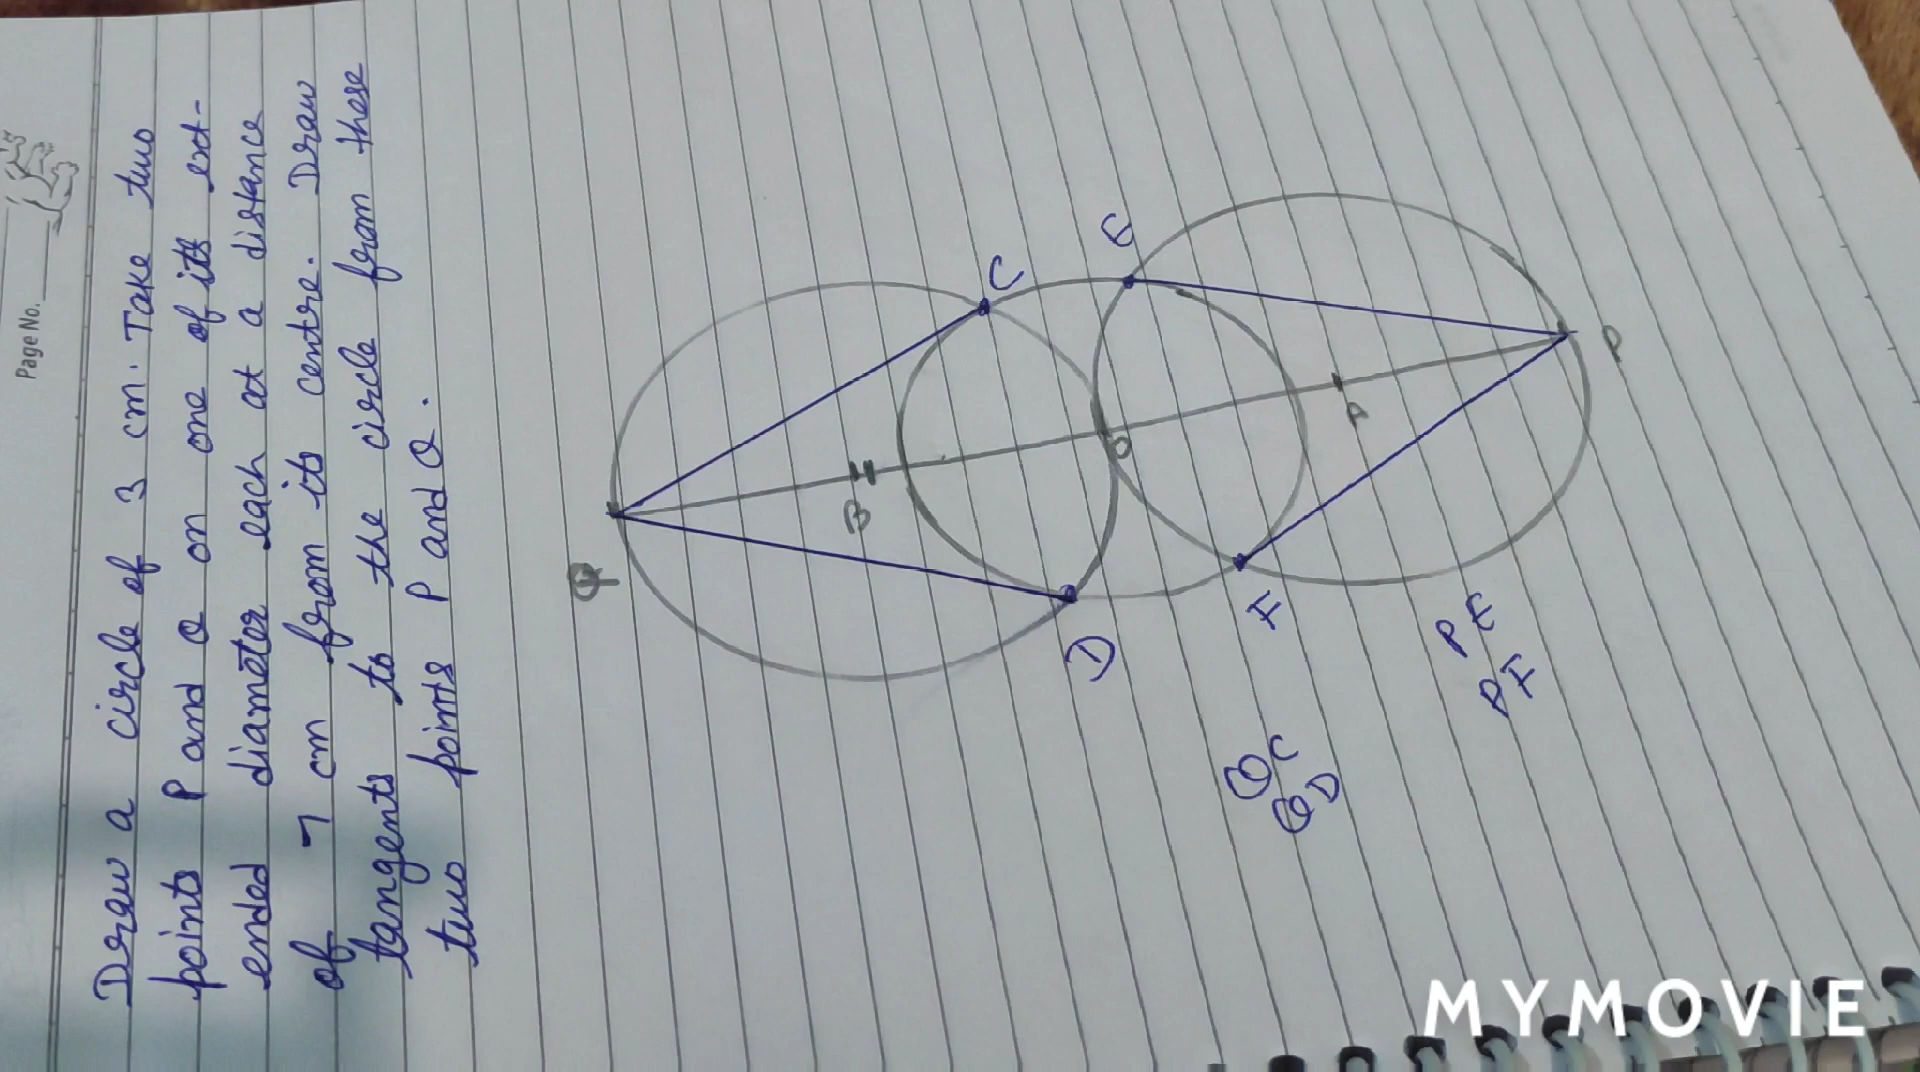 Page No.
Draw a circle of 3 cm. Take two
points P and Q on one of its ext-
ended diameter each at a distance
of 7 cm from its centre. Draw
tangents to the circle from these
two points P and Q.
Q
B
C
D
O
E
F
A
P
PE
PF
QC
QD
MYMOVIE